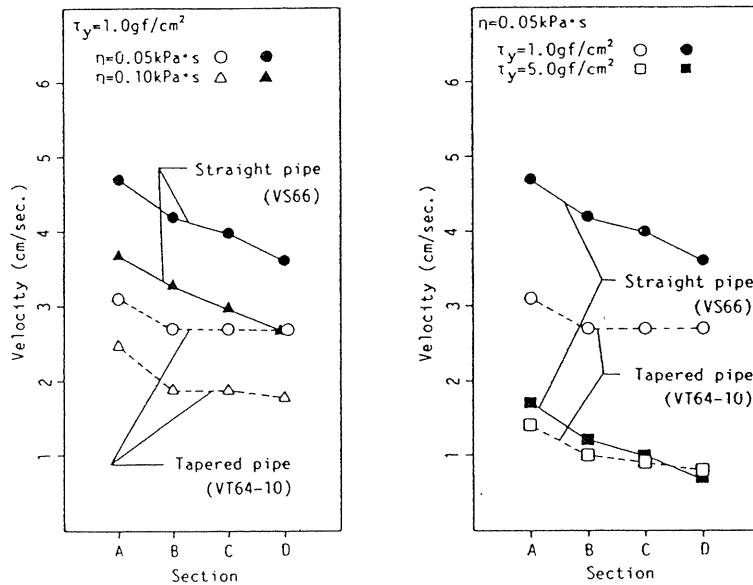 τy=1.0gf/cm²
η=0.05kPa•s ○ ●
η=0.10kPa•s △ ▲
6
5
4
3
2
1
Velocity (cm/sec.)
Straight pipe
(VS66)
Tapered pipe
(VT64-10)
A B C D
Section
η=0.05kPa•s
τy=1.0gf/cm² ○ ●
τy=5.0gf/cm² □ ■
6
5
4
3
2
1
Velocity (cm/sec.)
Straight pipe
(VS66)
Tapered pipe
(VT64-10)
A B C D
Section